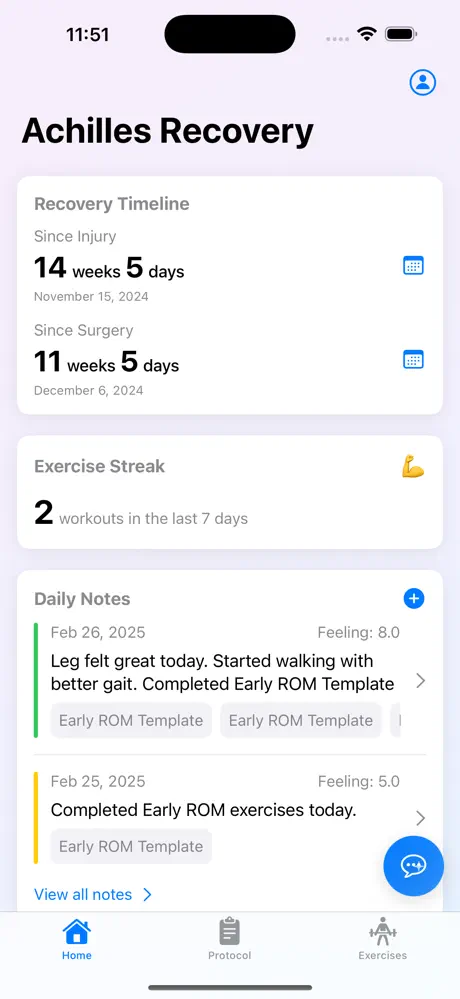 11:51
Achilles Recovery
Recovery Timeline
Since Injury
14 weeks 5 days
November 15, 2024
Since Surgery
11 weeks 5 days
December 6, 2024
Exercise Streak
2 workouts in the last 7 days
Daily Notes
Feb 26, 2025 Feeling: 8.0
Leg felt great today. Started walking with
better gait. Completed Early ROM Template
Early ROM Template Early ROM Template
Feb 25, 2025 Feeling: 5.0
Completed Early ROM exercises today.
Early ROM Template
View all notes
Home Protocol Exercises